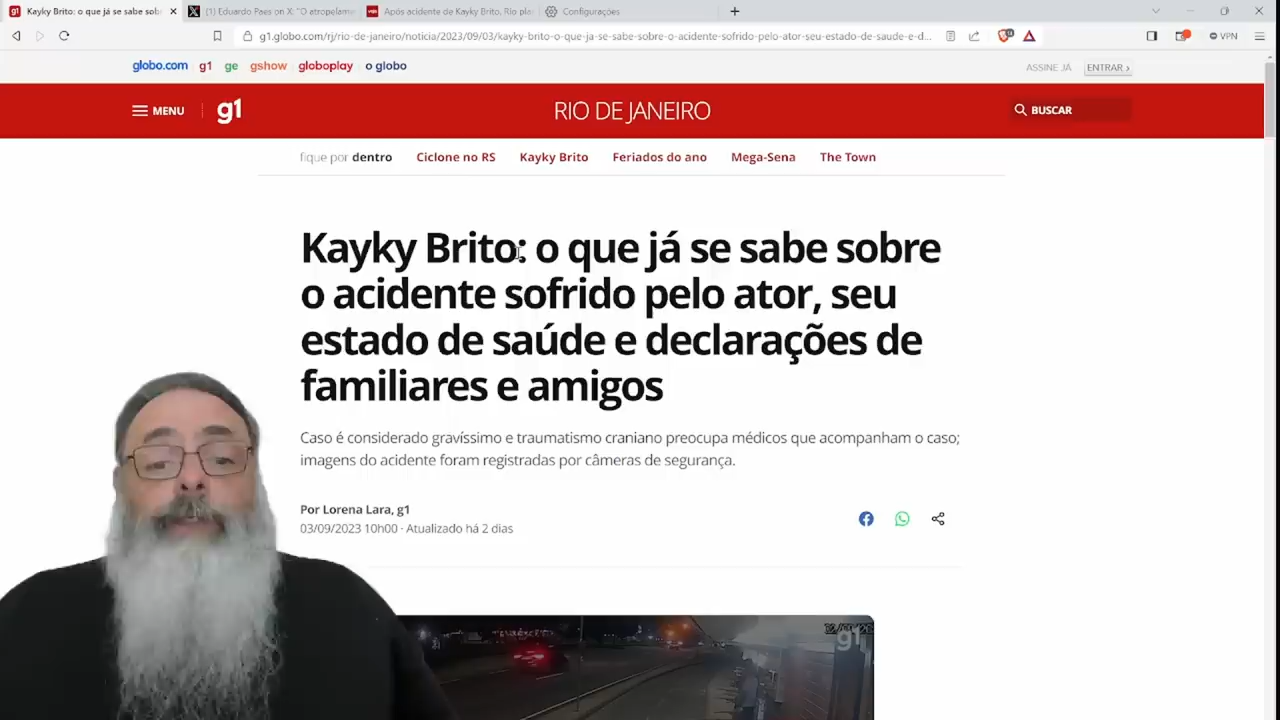 Kayky Brito: o que já se sabe sob
(1) Eduardo Paes on X: "O atropelame
Após acidente de Kayky Brito, Rio pla
Configurações
g1.globo.com/rj/rio-de-janeiro/noticia/2023/09/03/kayky-brito-o-que-ja-se-sabe-sobre-o-acidente-sofrido-pelo-ator-seu-estado-de-saude-e-d...
VPN
globo.com g1 ge gshow globoplay o globo
ASSINE JÁ ENTRAR ›
MENU g1 RIO DE JANEIRO BUSCAR
fique por dentro Ciclone no RS Kayky Brito Feriados do ano Mega-Sena The Town
Kayky Brito: o que já se sabe sobre
o acidente sofrido pelo ator, seu
estado de saúde e declarações de
familiares e amigos
Caso é considerado gravíssimo e traumatismo craniano preocupa médicos que acompanham o caso;
imagens do acidente foram registradas por câmeras de segurança.
Por Lorena Lara, g1
03/09/2023 10h00 · Atualizado há 2 dias
g1